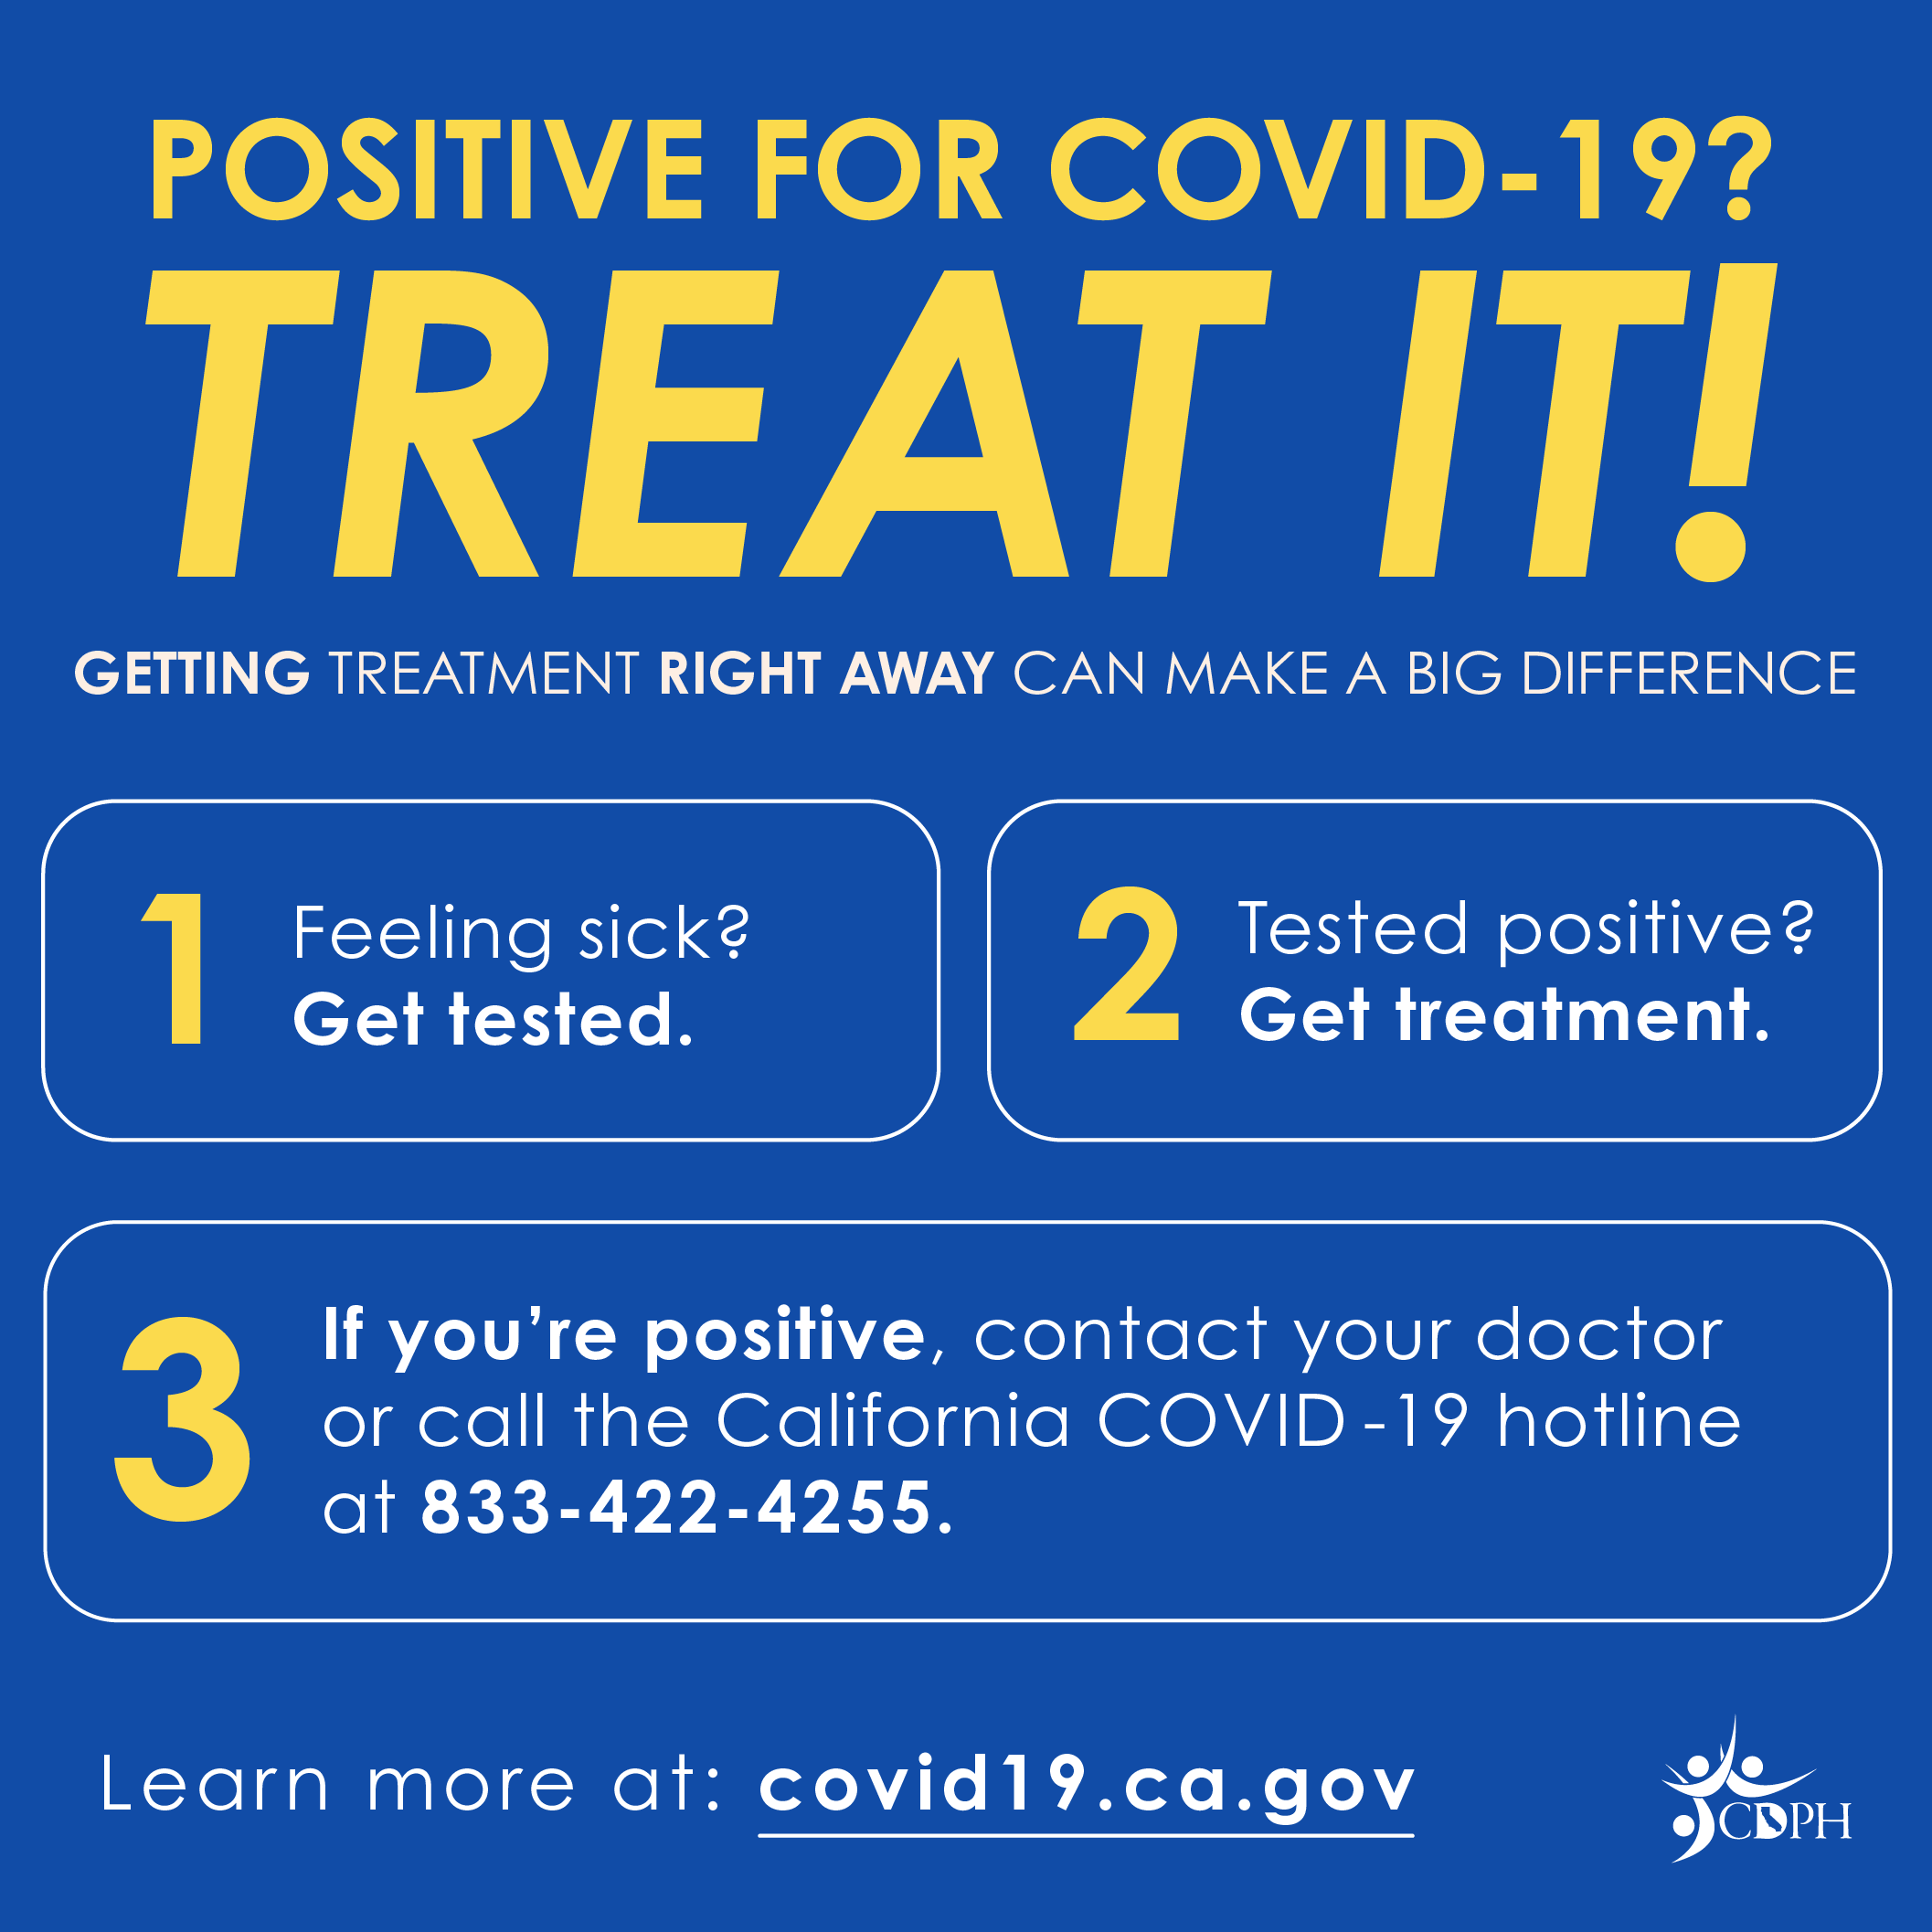 POSITIVE FOR COVID-19?
TREAT IT!
GETTING TREATMENT RIGHT AWAY CAN MAKE A BIG DIFFERENCE
1
Feeling sick?
Get tested.
2
Tested positive?
Get treatment.
3
If you’re positive, contact your doctor
or call the California COVID-19 hotline
at 833-422-4255.
Learn more at: covid19.ca.gov
CDPH